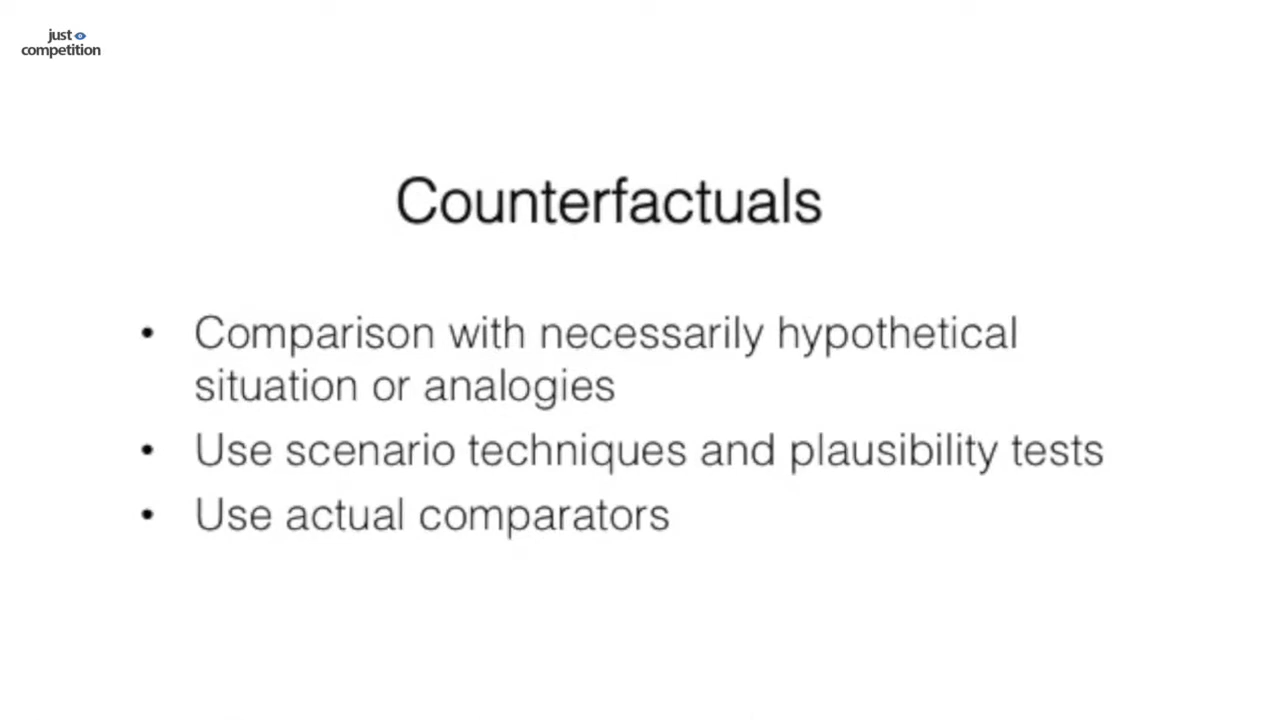 just
competition
Counterfactuals
• Comparison with necessarily hypothetical
situation or analogies
• Use scenario techniques and plausibility tests
• Use actual comparators